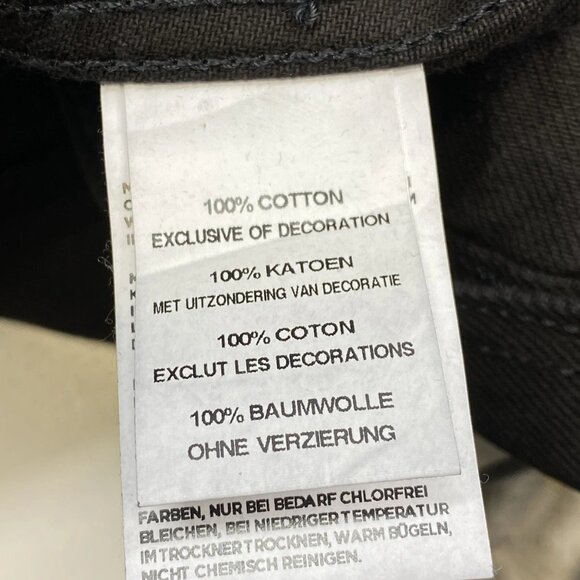 100% COTTON
EXCLUSIVE OF DECORATION
100% KATOEN
MET UITZONDERING VAN DECORATIE
100% COTON
EXCLUT LES DECORATIONS
100% BAUMWOLLE
OHNE VERZIERUNG
FARBEN, NUR BEI BEDARF CHLORFREI
BLEICHEN, BEI NIEDRIGER TEMPERATUR
IM TROCKNER TROCKNEN, WARM BÜGELN,
NICHT CHEMISCH REINIGEN.